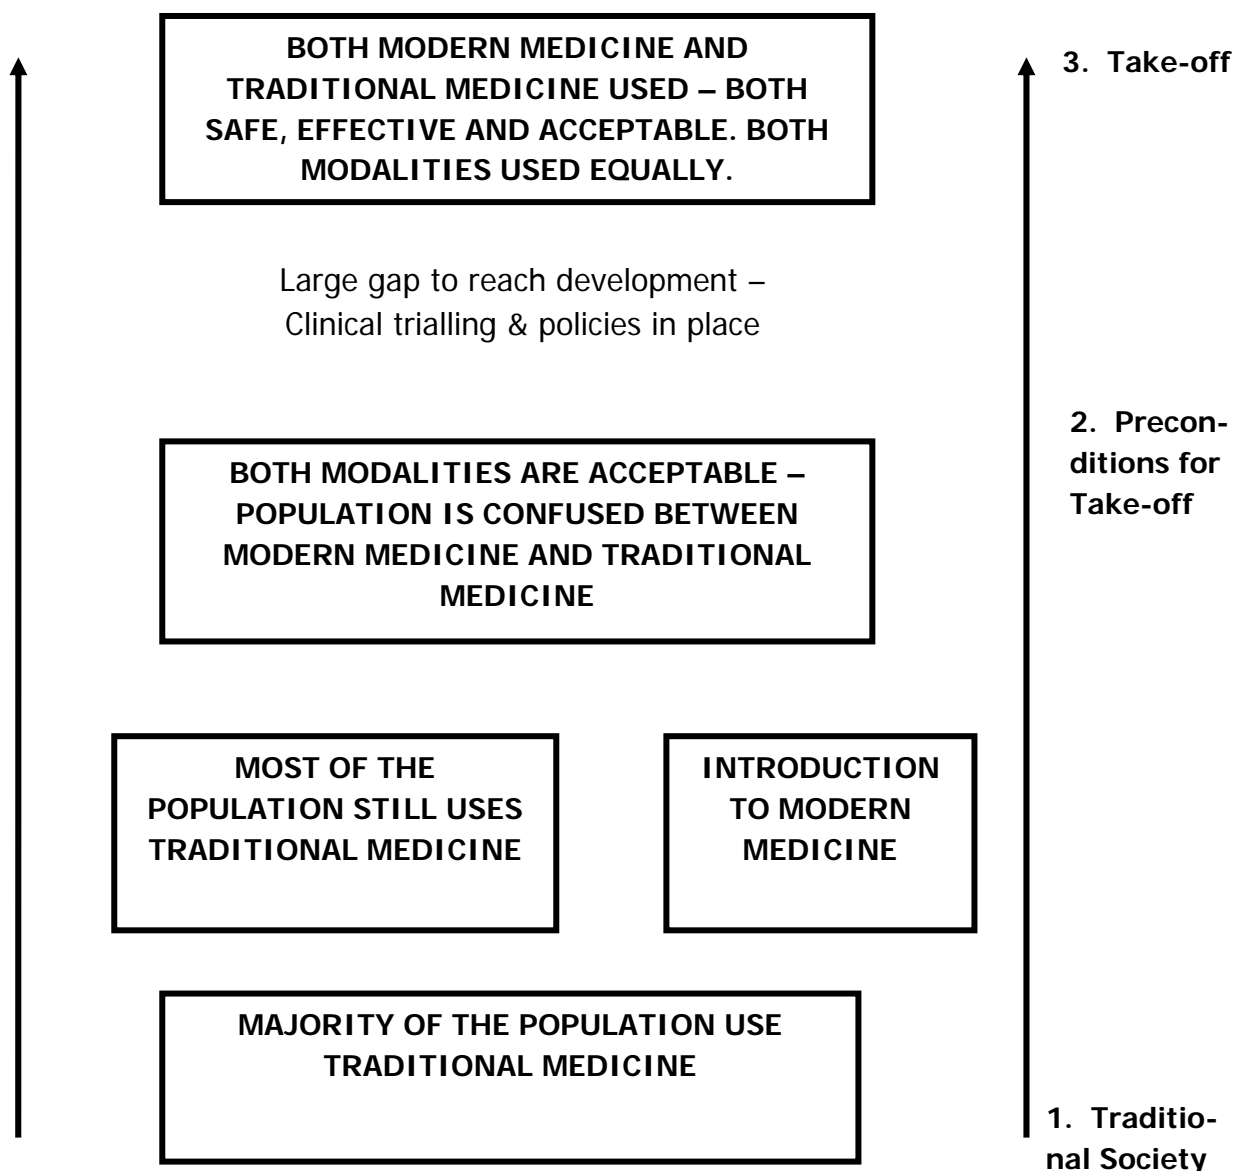 BOTH MODERN MEDICINE AND
TRADITIONAL MEDICINE USED – BOTH
SAFE, EFFECTIVE AND ACCEPTABLE. BOTH
MODALITIES USED EQUALLY.
3. Take-off
Large gap to reach development –
Clinical trialling & policies in place
2. Precon-
ditions for
Take-off
BOTH MODALITIES ARE ACCEPTABLE –
POPULATION IS CONFUSED BETWEEN
MODERN MEDICINE AND TRADITIONAL
MEDICINE
MOST OF THE
POPULATION STILL USES
TRADITIONAL MEDICINE
INTRODUCTION
TO MODERN
MEDICINE
MAJORITY OF THE POPULATION USE
TRADITIONAL MEDICINE
1. Traditio-
nal Society